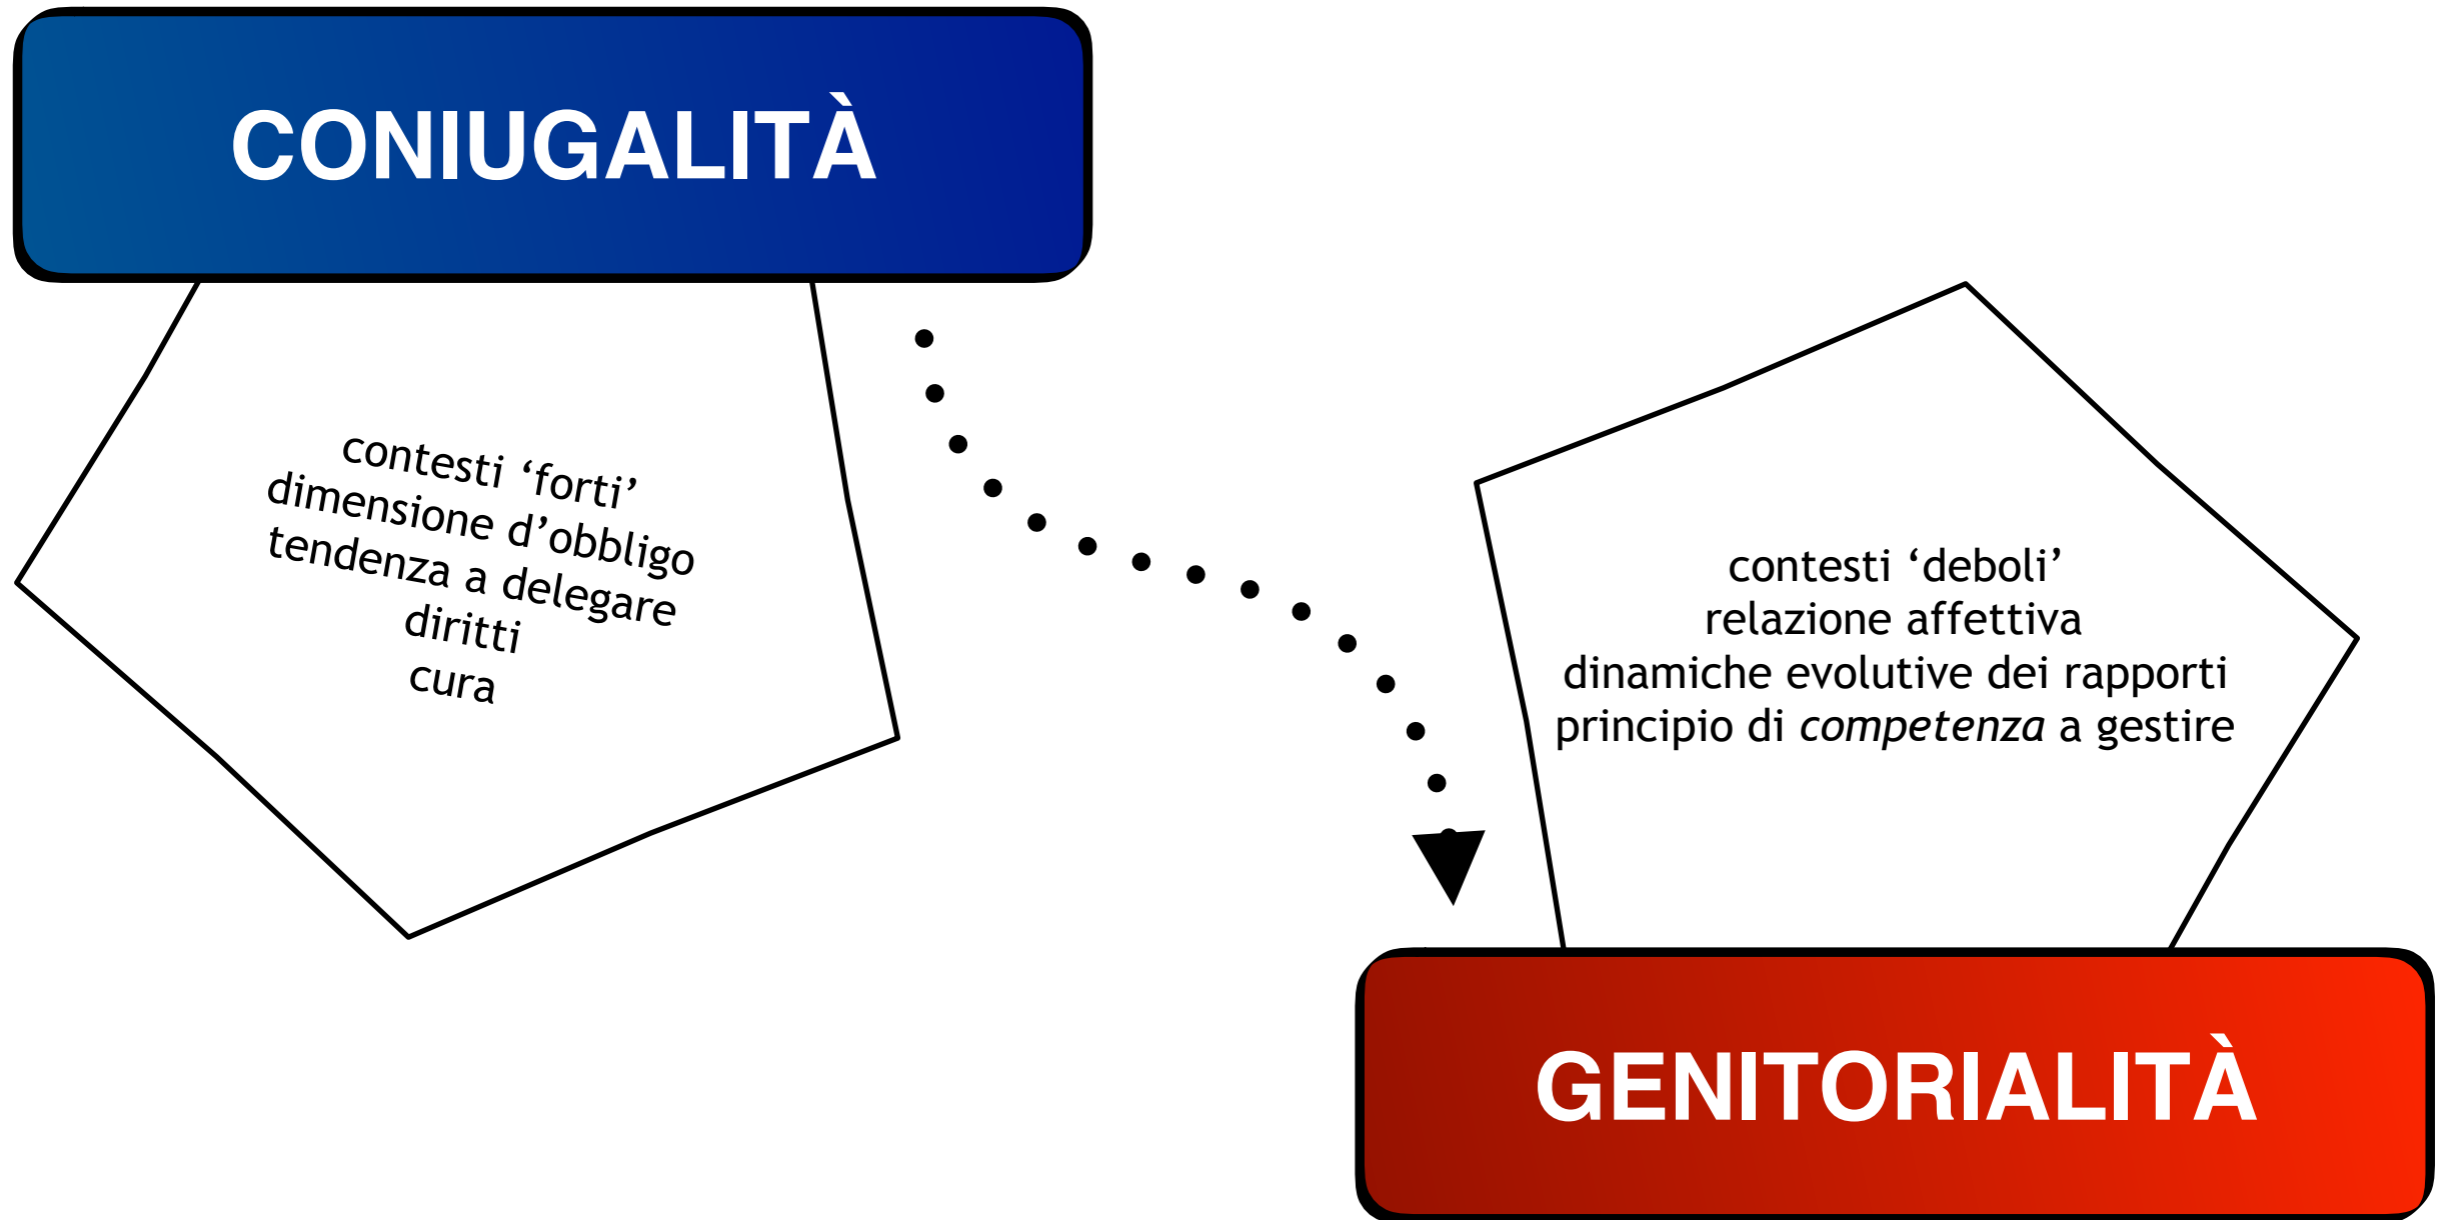 CONIUGALITÀ
contesti ‘forti’
dimensione d’obbligo
tendenza a delegare
diritti
cura
contesti ‘deboli’
relazione affettiva
dinamiche evolutive dei rapporti
principio di competenza a gestire
GENITORIALITÀ